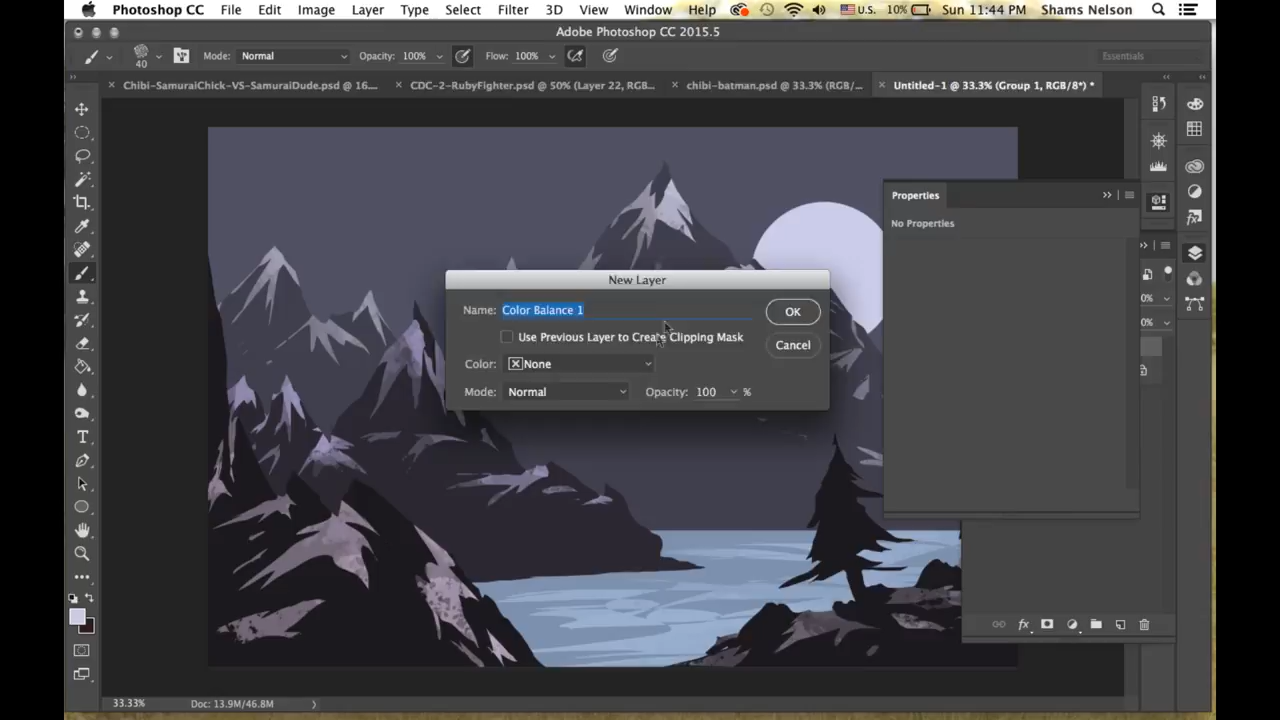 Photoshop CC File Edit Image Layer Type Select Filter 3D View Window Help U.S. 10% Sun 11:44 PM Shams Nelson
Adobe Photoshop CC 2015.5
40 Mode: Normal Opacity: 100% Flow: 100% Essentials
Chibi-SamuraiChick-VS-SamuraiDude.psd @ 16.... CDC-2-RubyFighter.psd @ 50% (Layer 22, RGB... chibi-batman.psd @ 33.3% (RGB/... Untitled-1 @ 33.3% (Group 1, RGB/8*) *
Properties
No Properties
New Layer
Name: Color Balance 1 OK
Use Previous Layer to Create Clipping Mask Cancel
Color: None
Mode: Normal Opacity: 100 %
0%
0%
fx
33.33% Doc: 13.9M/46.8M